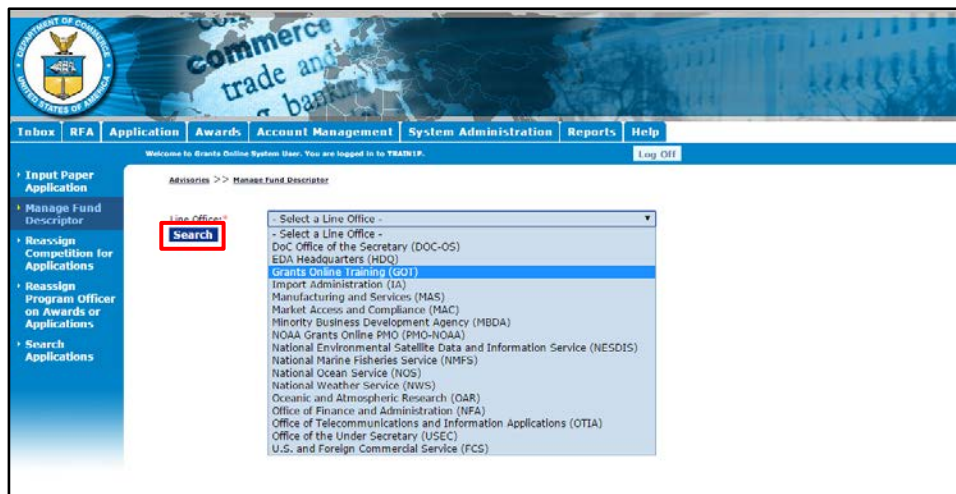 DEPARTMENT OF COMMERCE
UNITED STATES OF AMERICA
commerce
trade and
banking
Inbox RFA Application Awards Account Management System Administration Reports Help
Welcome to Grants Online System User. You are logged in to TRAIN1P.
Log Off
Input Paper
Application
Manage Fund
Descriptor
Reassign
Competition for
Applications
Reassign
Program Officer
on Awards or
Applications
Search
Applications
Advisories >> Manage Fund Descriptor
Line Office:*
- Select a Line Office -
Search
- Select a Line Office -
DoC Office of the Secretary (DOC-OS)
EDA Headquarters (HDQ)
Grants Online Training (GOT)
Import Administration (IA)
Manufacturing and Services (MAS)
Market Access and Compliance (MAC)
Minority Business Development Agency (MBDA)
NOAA Grants Online PMO (PMO-NOAA)
National Environmental Satellite Data and Information Service (NESDIS)
National Marine Fisheries Service (NMFS)
National Ocean Service (NOS)
National Weather Service (NWS)
Oceanic and Atmospheric Research (OAR)
Office of Finance and Administration (NFA)
Office of Telecommunications and Information Applications (OTIA)
Office of the Under Secretary (USEC)
U.S. and Foreign Commercial Service (FCS)